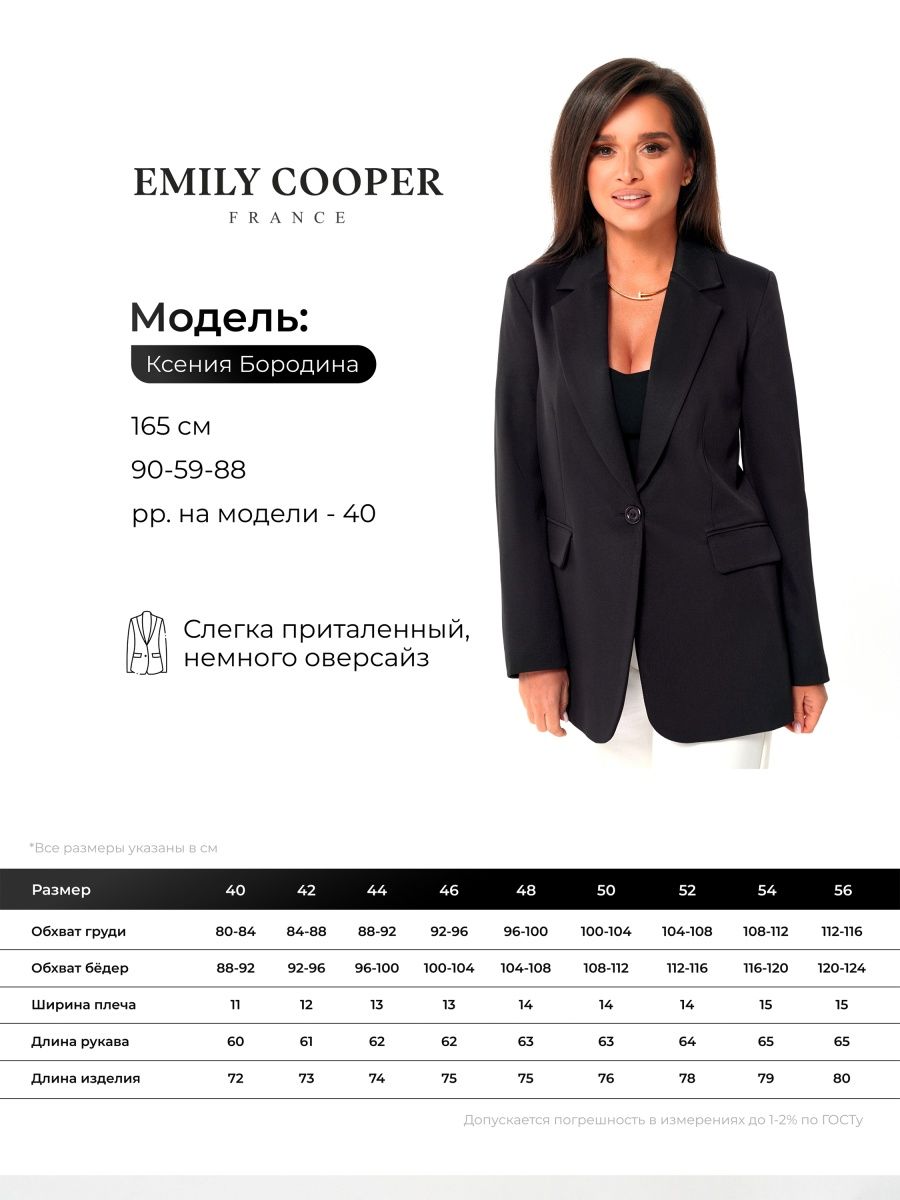 EMILY COOPER
FRANCE
Модель:
Ксения Бородина
165 см
90-59-88
рр. на модели - 40
Слегка приталенный,
немного оверсайз
*Все размеры указаны в см
Размер 40 42 44 46 48 50 52 54 56
Обхват груди 80-84 84-88 88-92 92-96 96-100 100-104 104-108 108-112 112-116
Обхват бёдер 88-92 92-96 96-100 100-104 104-108 108-112 112-116 116-120 120-124
Ширина плеча 11 12 13 13 14 14 14 15 15
Длина рукава 60 61 62 62 63 63 64 65 65
Длина изделия 72 73 74 75 75 76 78 79 80
Допускается погрешность в измерениях до 1-2% по ГОСТу